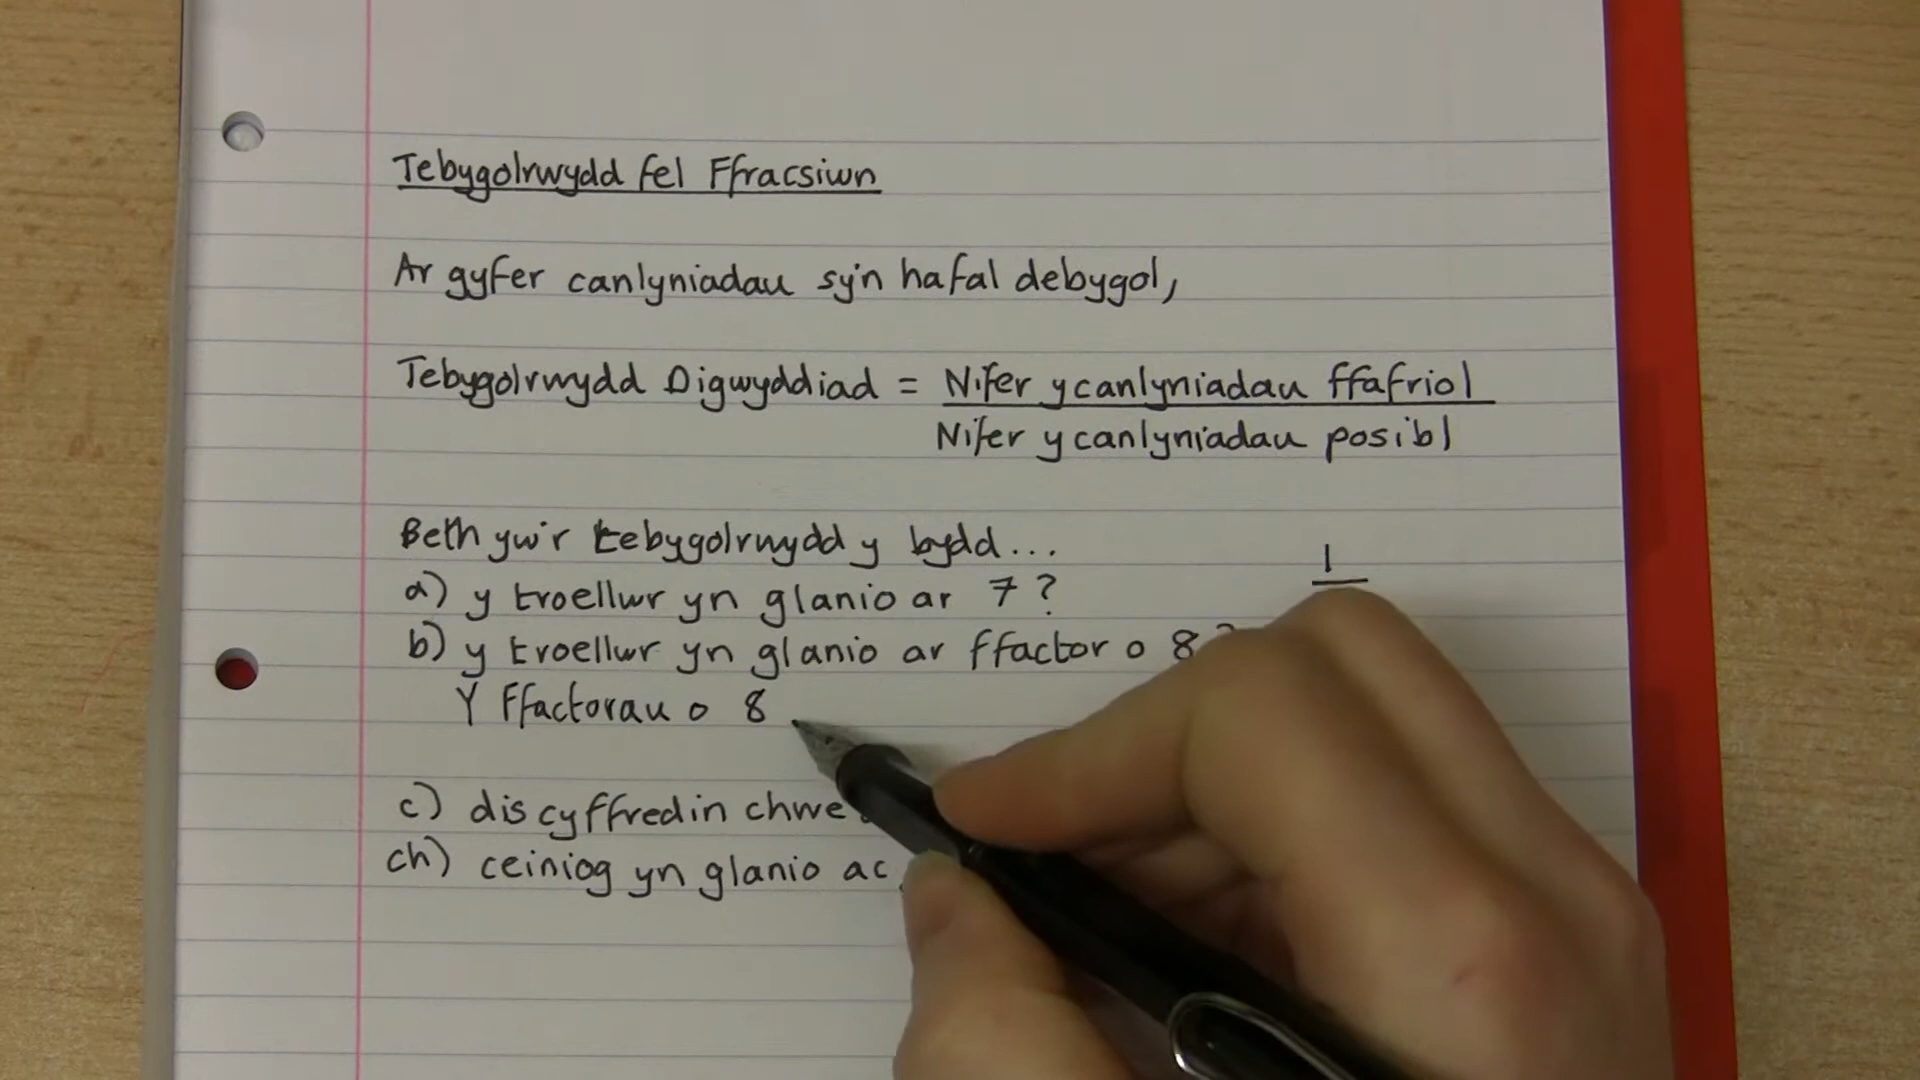 Tebygolrwydd fel Ffracsiwn
Ar gyfer canlyniadau sy'n hafal debygol,
Tebygolrwydd Digwyddiad = Nifer y canlyniadau ffafriol
Nifer y canlyniadau posibl
Beth yw'r tebygolrwydd y bydd...
1
a) y troellwr yn glanio ar 7?
b) y troellwr yn glanio ar ffactor o 8?
Y Ffactorau o 8
c) dis cyffredin
ch) ceiniog yn glanio ac